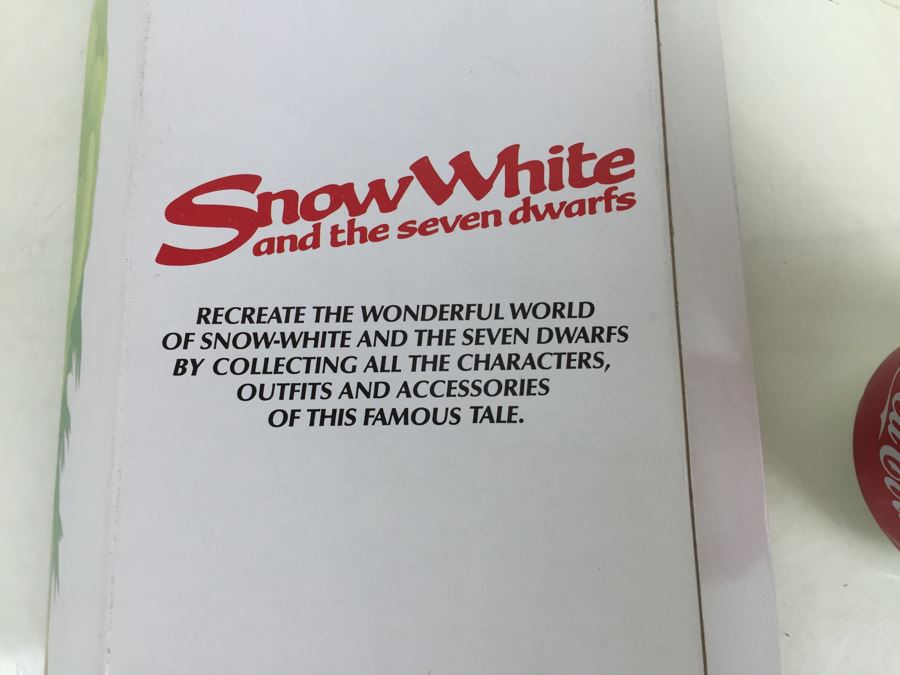 Snow White
and the seven dwarfs
RECREATE THE WONDERFUL WORLD
OF SNOW-WHITE AND THE SEVEN DWARFS
BY COLLECTING ALL THE CHARACTERS,
OUTFITS AND ACCESSORIES
OF THIS FAMOUS TALE.